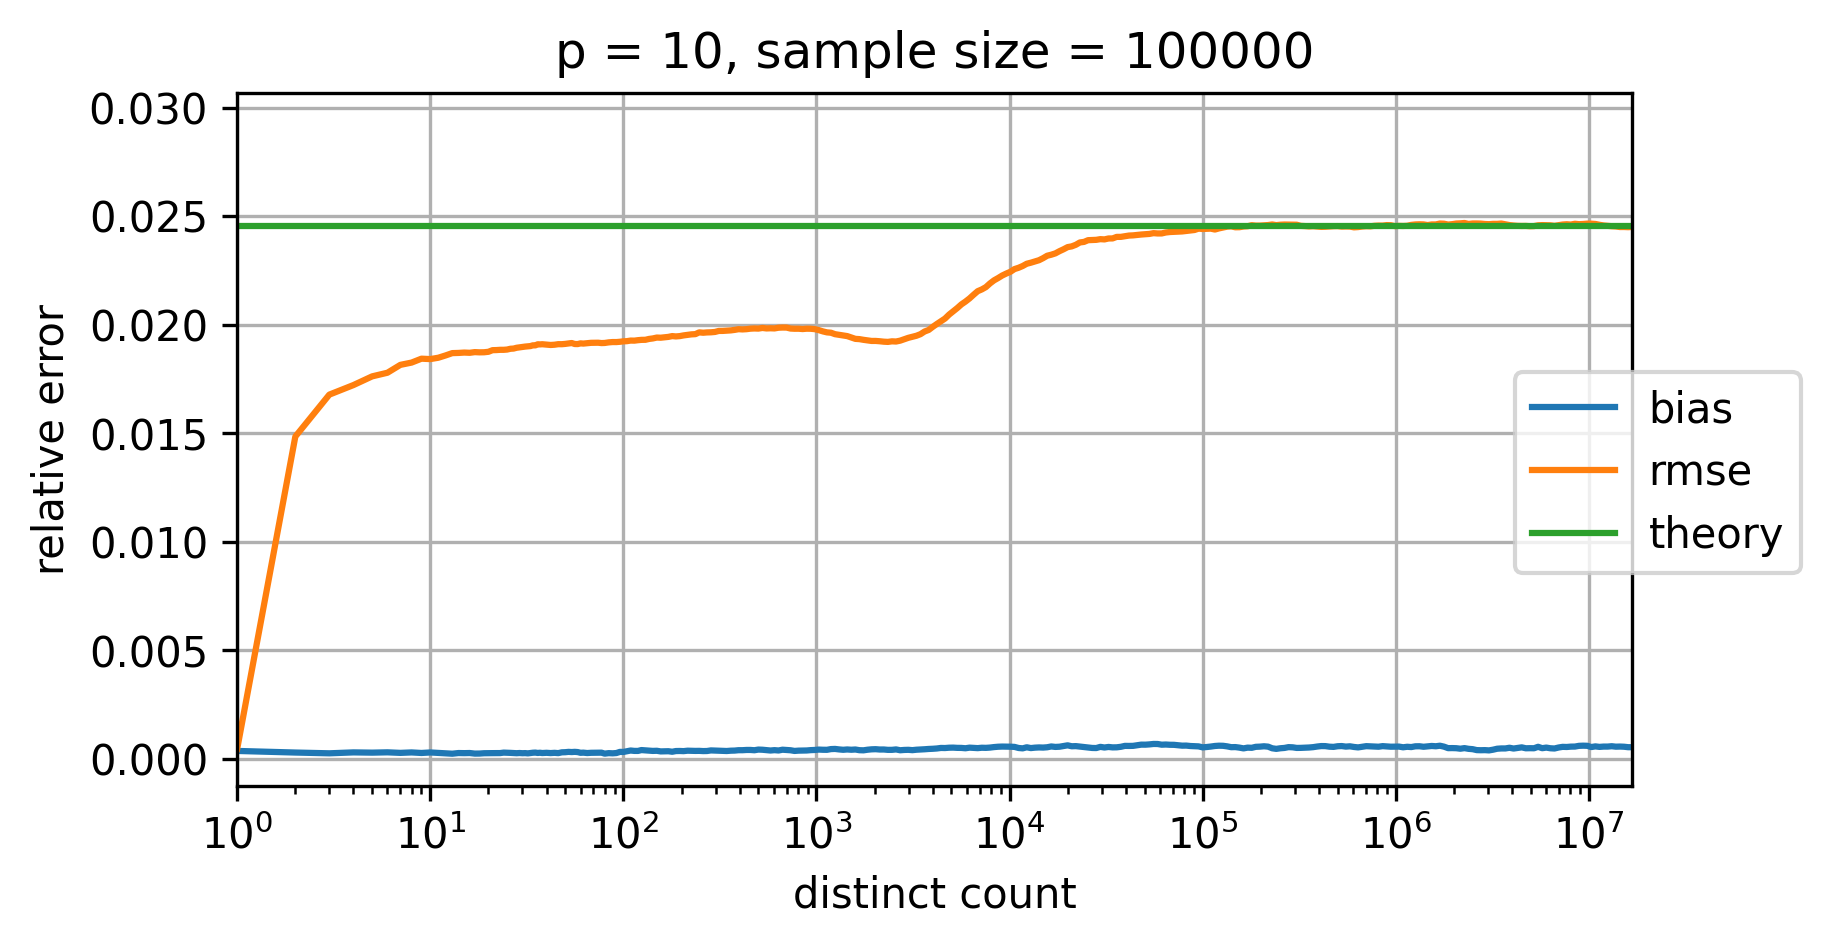 p = 10, sample size = 100000
0.030
0.025
0.020
0.015
0.010
0.005
0.000
relative error
bias
rmse
theory
10⁰ 10¹ 10² 10³ 10⁴ 10⁵ 10⁶ 10⁷
distinct count